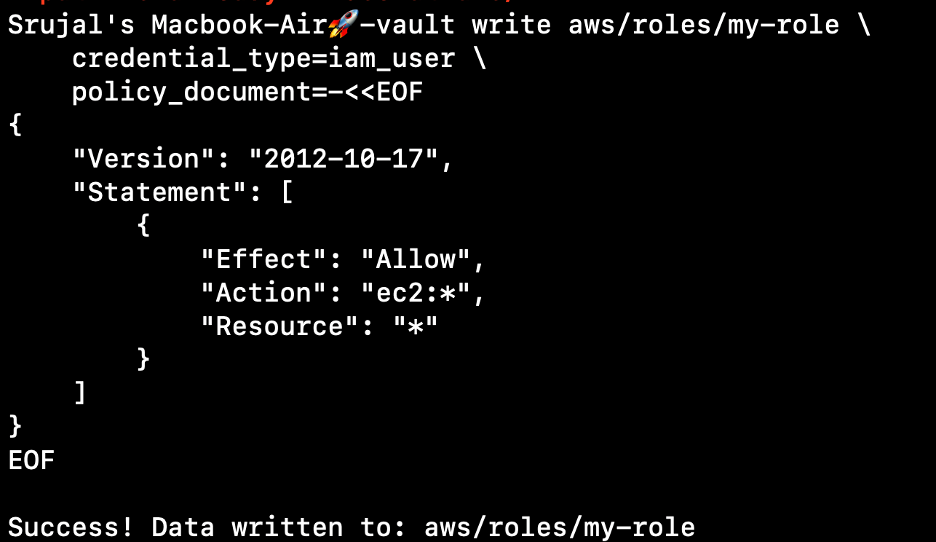 Srujal's Macbook-Air🚀-vault write aws/roles/my-role \
    credential_type=iam_user \
    policy_document=-<<EOF
{
    "Version": "2012-10-17",
    "Statement": [
        {
            "Effect": "Allow",
            "Action": "ec2:*",
            "Resource": "*"
        }
    ]
}
EOF
Success! Data written to: aws/roles/my-role